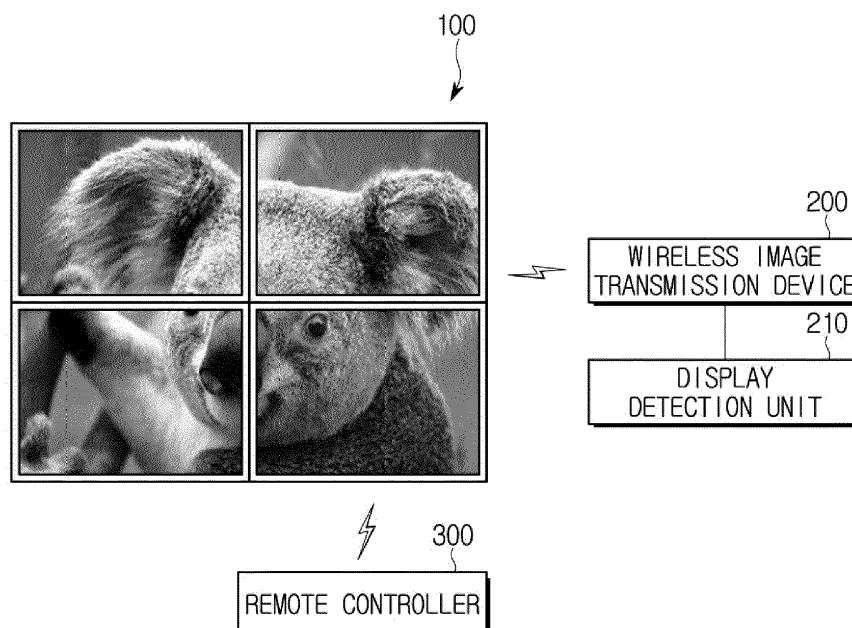 100
200
WIRELESS IMAGE
TRANSMISSION DEVICE
210
DISPLAY
DETECTION UNIT
300
REMOTE CONTROLLER